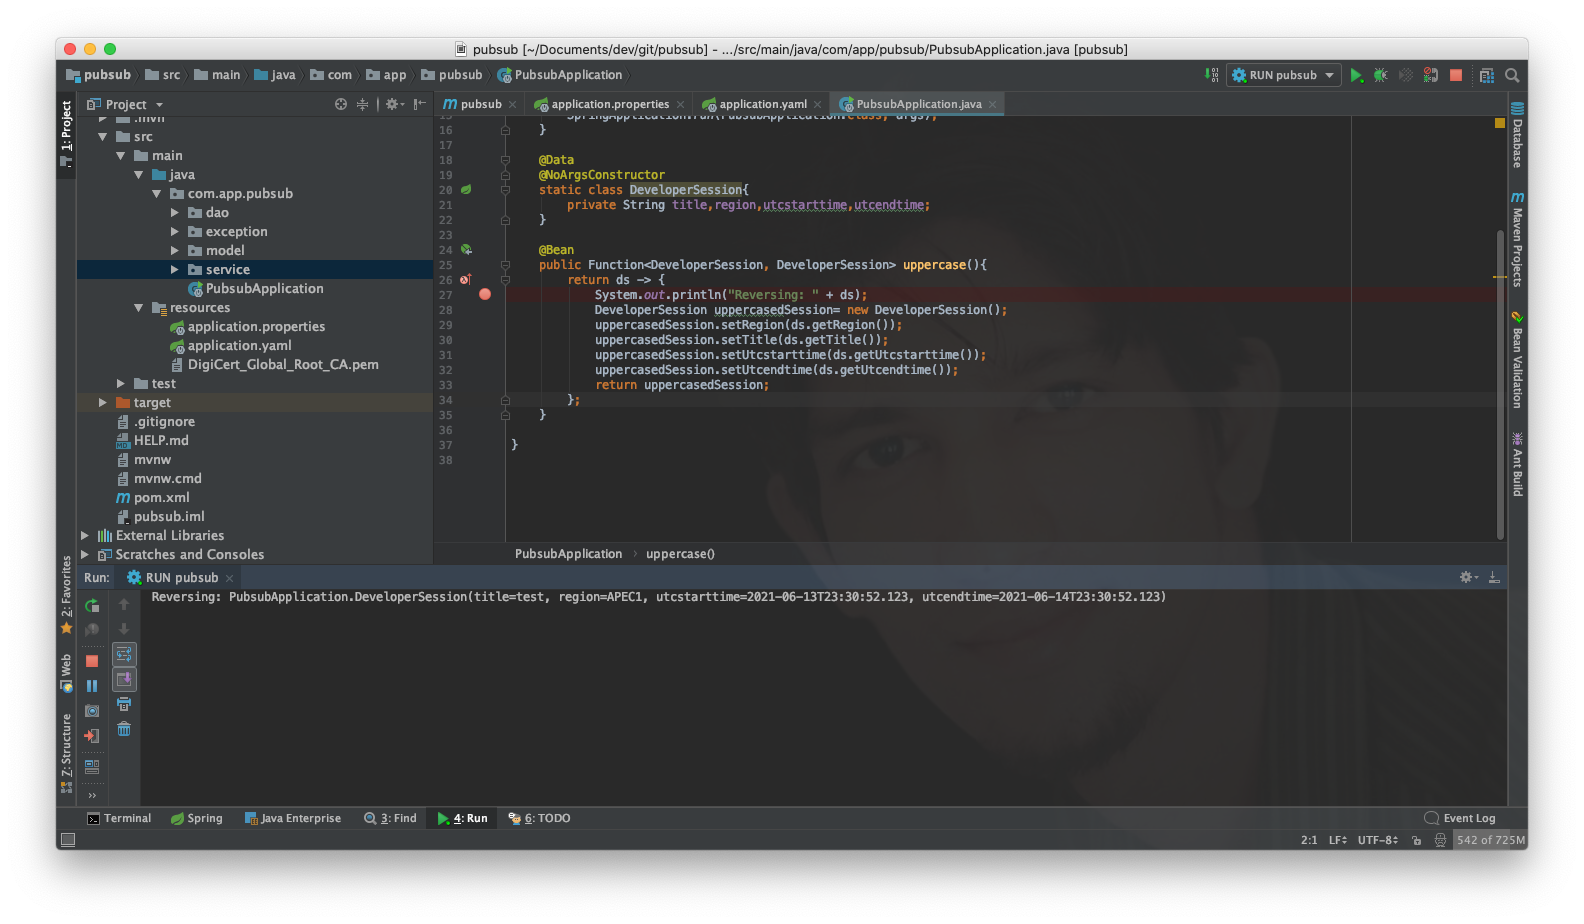 pubsub [~/Documents/dev/git/pubsub] - .../src/main/java/com/app/pubsub/PubsubApplication.java [pubsub]
pubsub src main java com app pubsub PubsubApplication
RUN pubsub
1: Project
Project
pubsub application.properties application.yaml PubsubApplication.java
.mvn
src
main
java
com.app.pubsub
dao
exception
model
service
PubsubApplication
resources
application.properties
application.yaml
DigiCert_Global_Root_CA.pem
test
target
.gitignore
HELP.md
mvnw
mvnw.cmd
pom.xml
pubsub.iml
External Libraries
Scratches and Consoles
15 SpringApplication.run(PubsubApplication.class, args);
16 }
17
18 @Data
19 @NoArgsConstructor
20 static class DeveloperSession{
21 private String title,region,utcstarttime,utcendtime;
22 }
23
24 @Bean
25 public Function<DeveloperSession, DeveloperSession> uppercase(){
26 return ds -> {
27 System.out.println("Reversing: " + ds);
28 DeveloperSession uppercasedSession= new DeveloperSession();
29 uppercasedSession.setRegion(ds.getRegion());
30 uppercasedSession.setTitle(ds.getTitle());
31 uppercasedSession.setUtcstarttime(ds.getUtcstarttime());
32 uppercasedSession.setUtcendtime(ds.getUtcendtime());
33 return uppercasedSession;
34 };
35 }
36
37 }
38
PubsubApplication › uppercase()
Database
Maven Projects
Bean Validation
Ant Build
2: Favorites
Web
Z: Structure
Run: RUN pubsub
Reversing: PubsubApplication.DeveloperSession(title=test, region=APEC1, utcstarttime=2021-06-13T23:30:52.123, utcendtime=2021-06-14T23:30:52.123)
Terminal Spring Java Enterprise 3: Find 4: Run 6: TODO Event Log
2:1 LF UTF-8 542 of 725M